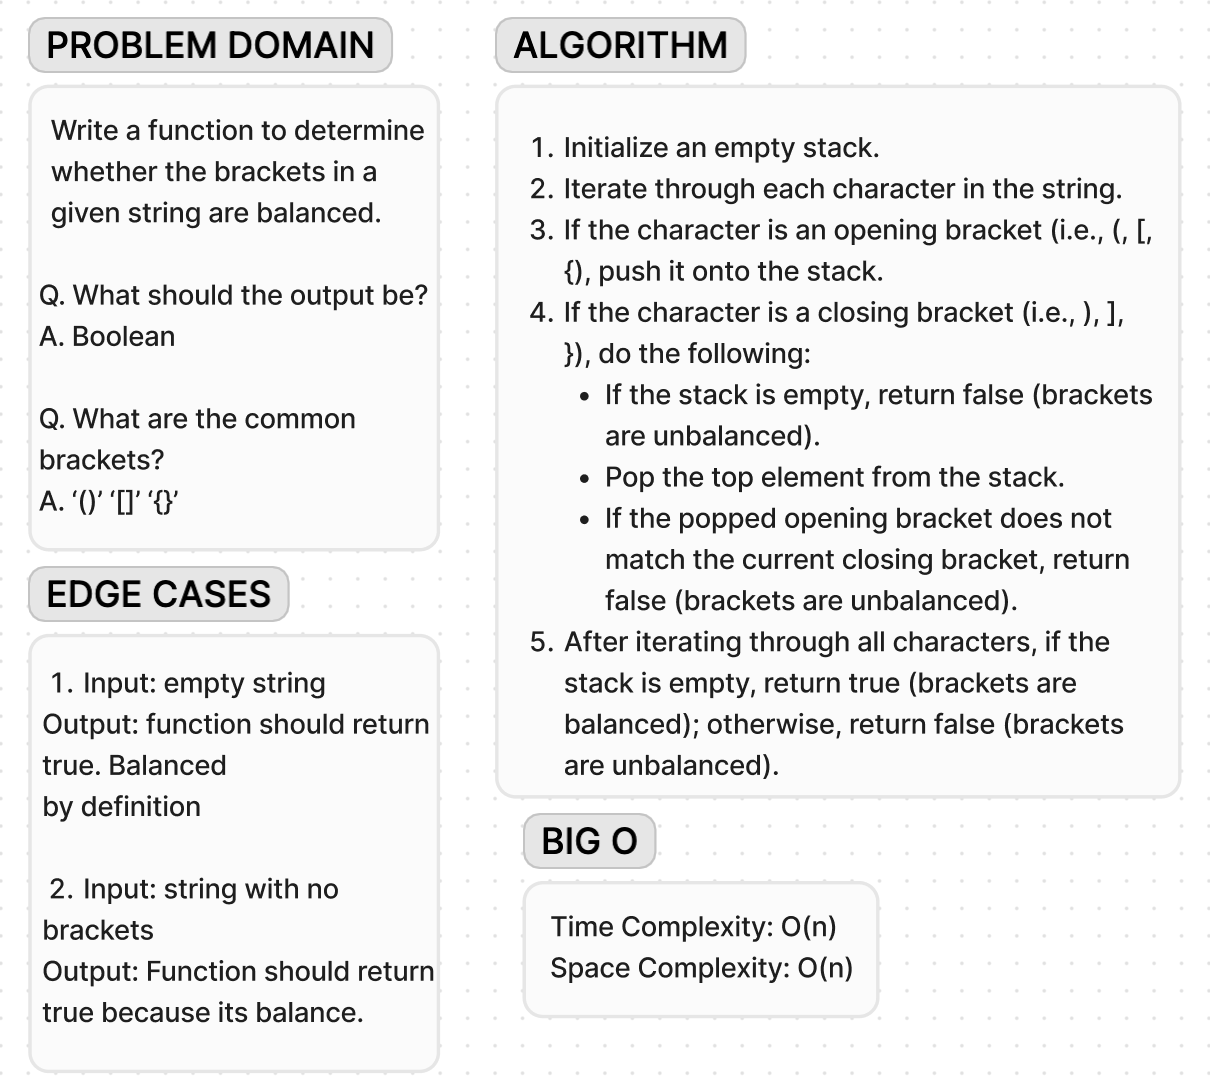 PROBLEM DOMAIN
Write a function to determine
whether the brackets in a
given string are balanced.
Q. What should the output be?
A. Boolean
Q. What are the common
brackets?
A. ‘()’ ‘[]’ ‘{}’
EDGE CASES
1. Input: empty string
Output: function should return
true. Balanced
by definition
2. Input: string with no
brackets
Output: Function should return
true because its balance.
ALGORITHM
1. Initialize an empty stack.
2. Iterate through each character in the string.
3. If the character is an opening bracket (i.e., (, [,
{), push it onto the stack.
4. If the character is a closing bracket (i.e., ), ],
}), do the following:
• If the stack is empty, return false (brackets
are unbalanced).
• Pop the top element from the stack.
• If the popped opening bracket does not
match the current closing bracket, return
false (brackets are unbalanced).
5. After iterating through all characters, if the
stack is empty, return true (brackets are
balanced); otherwise, return false (brackets
are unbalanced).
BIG O
Time Complexity: O(n)
Space Complexity: O(n)